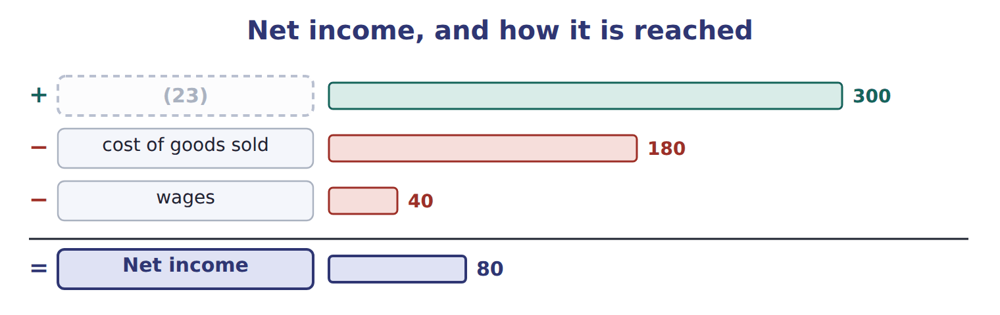 Net income, and how it is reached
+ (23) 300
− cost of goods sold 180
− wages 40
= Net income 80